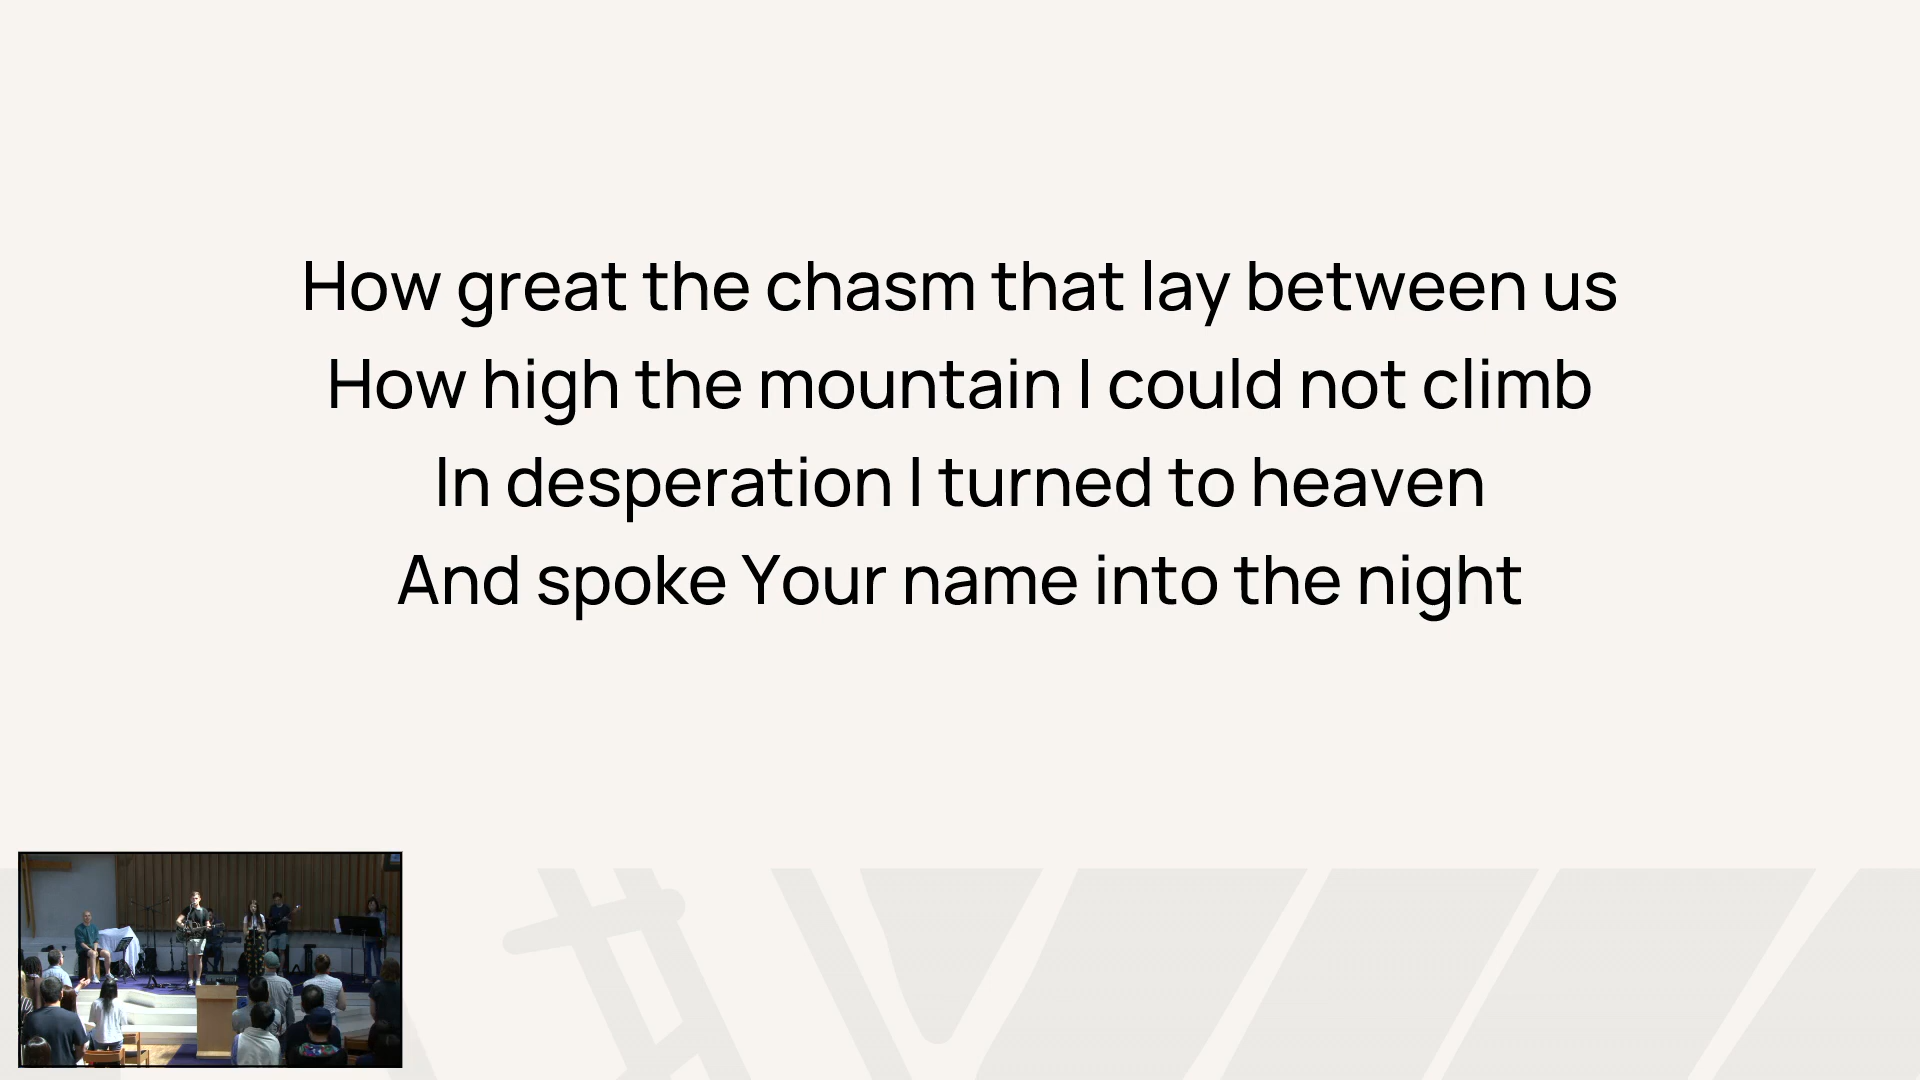 How great the chasm that lay between us
How high the mountain I could not climb
In desperation I turned to heaven
And spoke Your name into the night